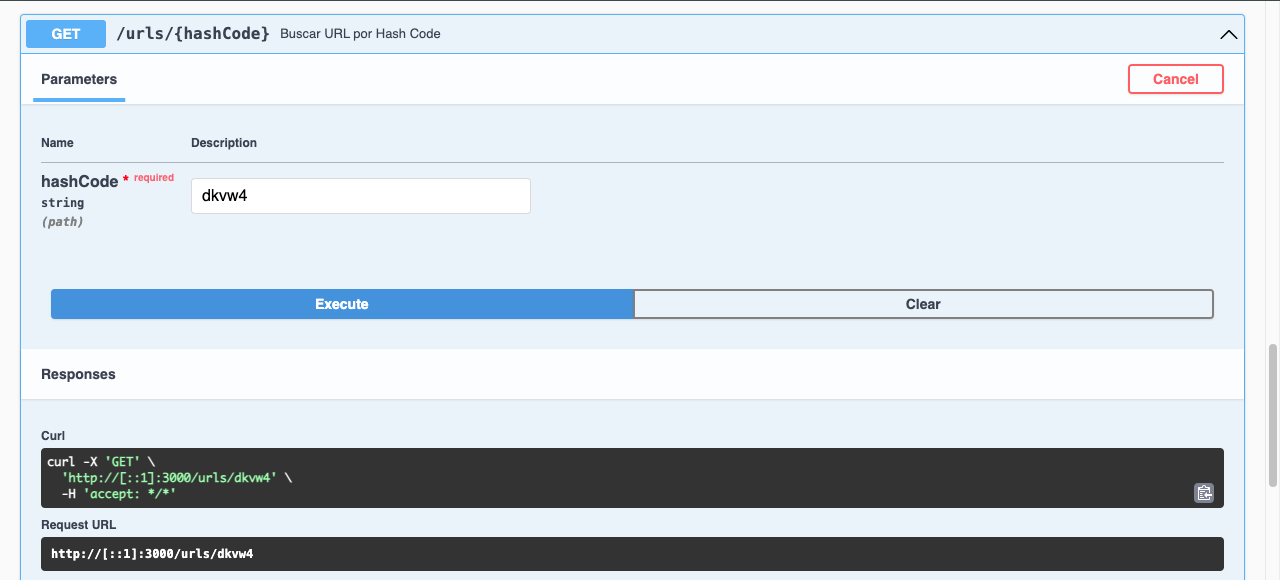 GET /urls/{hashCode} Buscar URL por Hash Code
Parameters
Cancel
Name Description
hashCode * required
string
(path)
dkvw4
Execute Clear
Responses
Curl
curl -X 'GET' \
'http://[::1]:3000/urls/dkvw4' \
-H 'accept: */*'
Request URL
http://[::1]:3000/urls/dkvw4